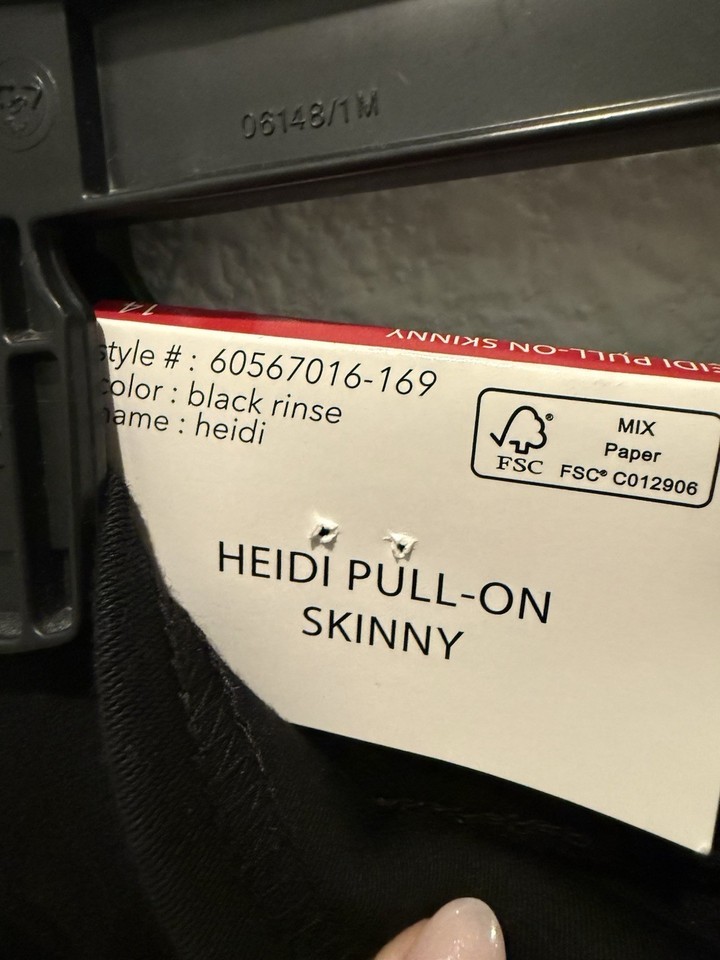 06148/1M
14
HEIDI PULL-ON SKINNY
style # : 60567016-169
color : black rinse
name : heidi
FSC®
MIX
Paper
FSC® C012906
HEIDI PULL-ON
SKINNY